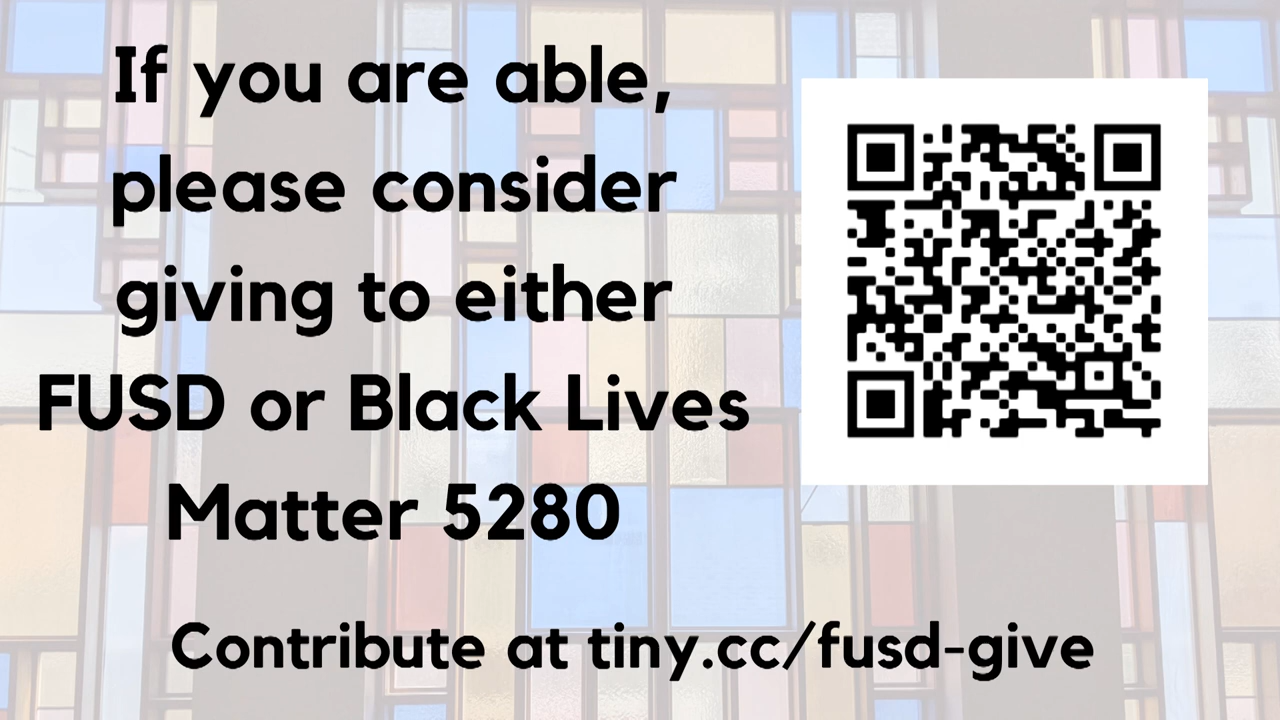 If you are able,
please consider
giving to either
FUSD or Black Lives
Matter 5280
Contribute at tiny.cc/fusd-give